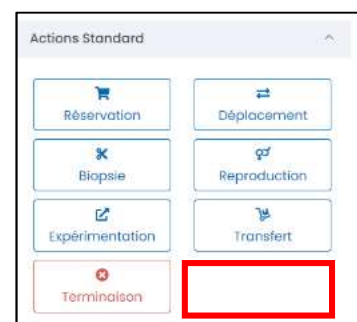 Actions Standard
Réservation
Déplacement
Biopsie
Reproduction
Expérimentation
Transfert
Terminaison